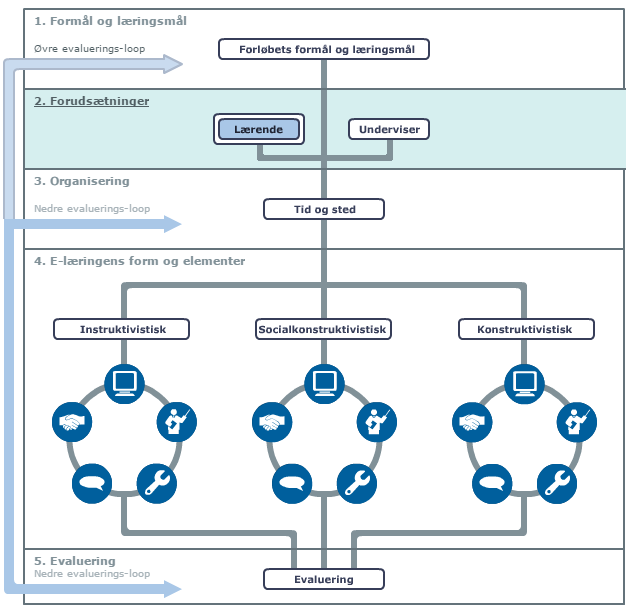 1. Formål og læringsmål
Øvre evaluerings-loop
Forløbets formål og læringsmål
2. Forudsætninger
Lærende
Underviser
3. Organisering
Tid og sted
Nedre evaluerings-loop
4. E-læringens form og elementer
Instruktivistisk
Socialkonstruktivistisk
Konstruktivistisk
5. Evaluering
Nedre evaluerings-loop
Evaluering